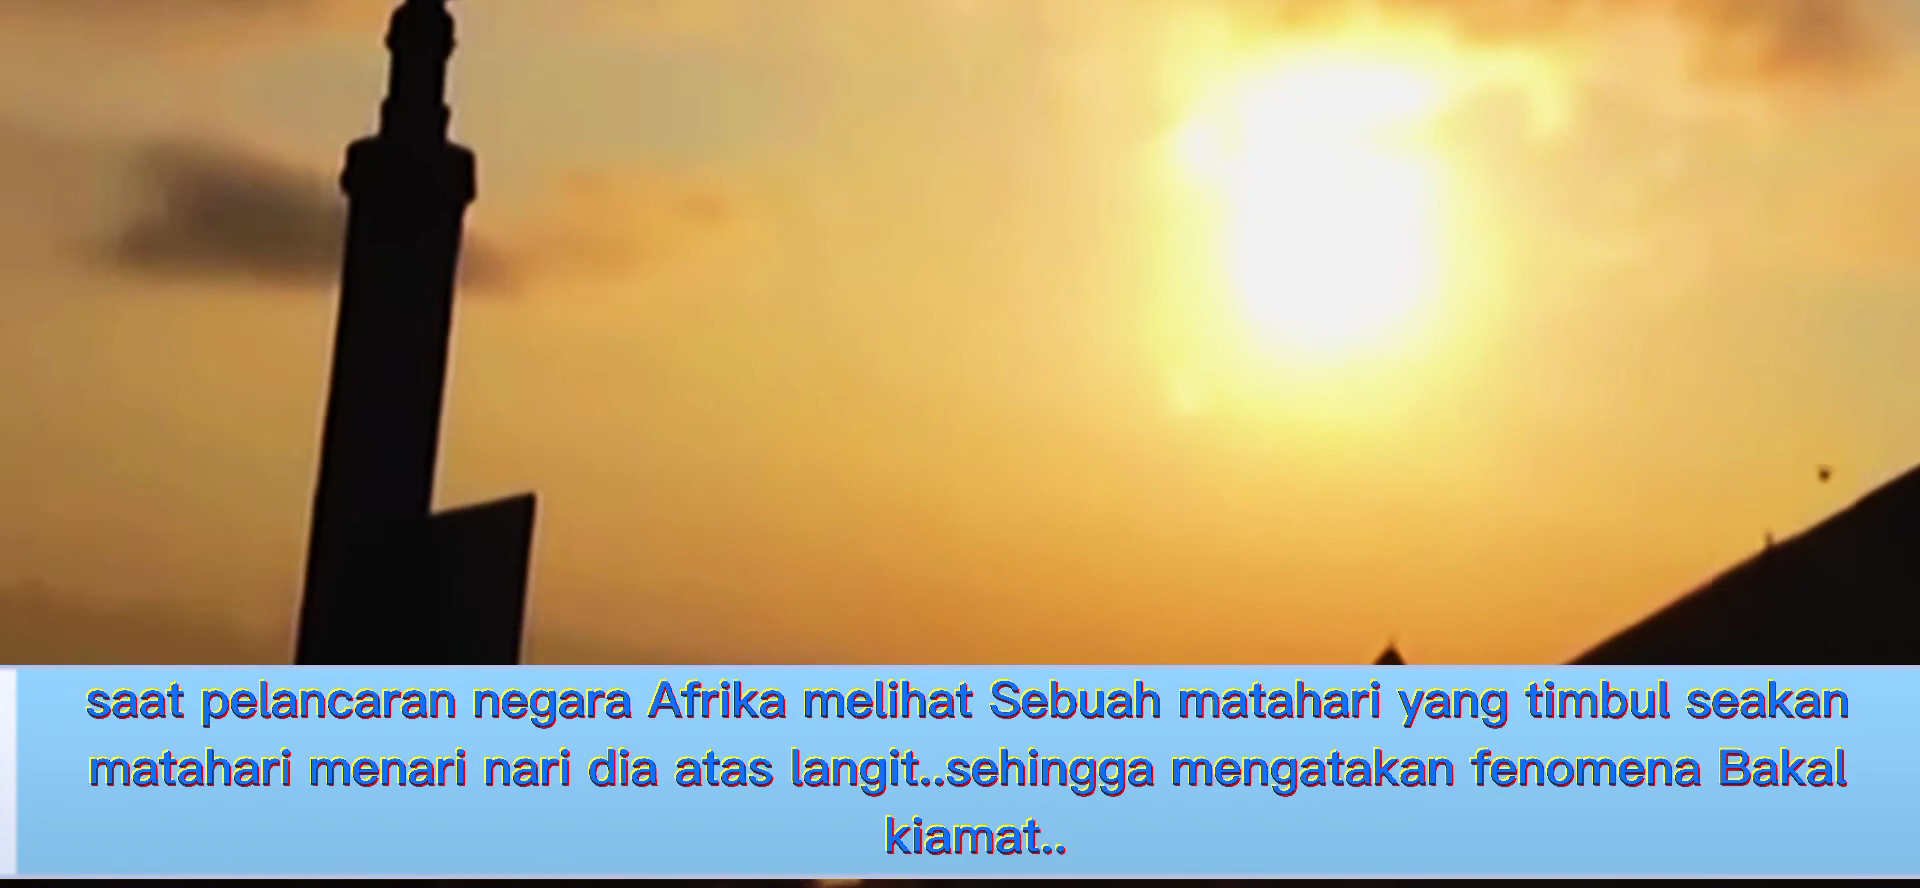 saat pelancaran negara Afrika melihat Sebuah matahari yang timbul seakan
matahari menari nari dia atas langit..sehingga mengatakan fenomena Bakal
kiamat..